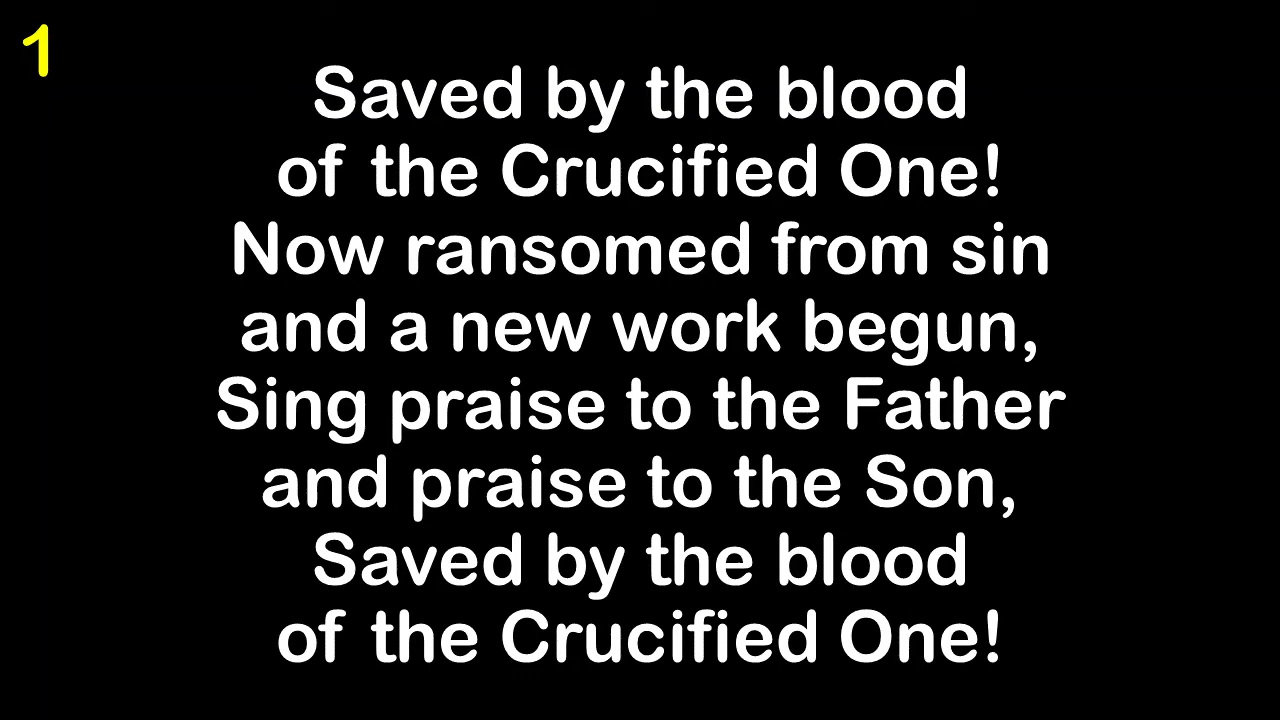 1
Saved by the blood
of the Crucified One!
Now ransomed from sin
and a new work begun,
Sing praise to the Father
and praise to the Son,
Saved by the blood
of the Crucified One!